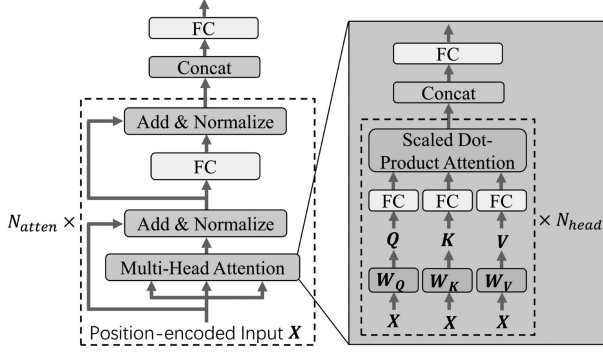 FC
Concat
Add & Normalize
FC
N_atten ×
Add & Normalize
Multi-Head Attention
Position-encoded Input X
FC
Concat
Scaled Dot-
Product Attention
FC FC FC
× N_head
Q K V
W_Q W_K W_V
X X X